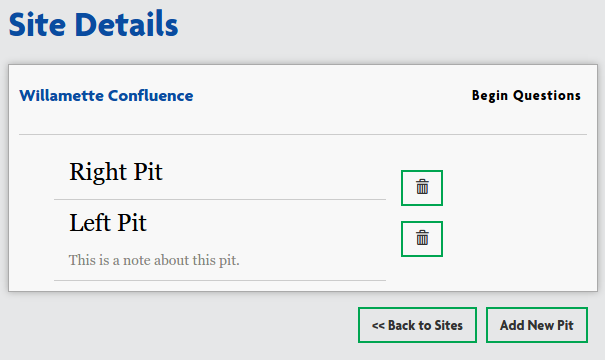 Site Details
Willamette Confluence
Begin Questions
Right Pit
Left Pit
This is a note about this pit.
<< Back to Sites
Add New Pit